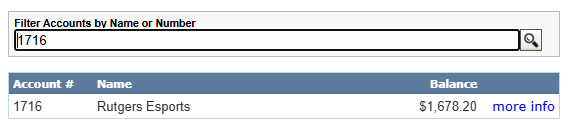 Filter Accounts by Name or Number
1716
Account # Name Balance
1716 Rutgers Esports $1,678.20 more info